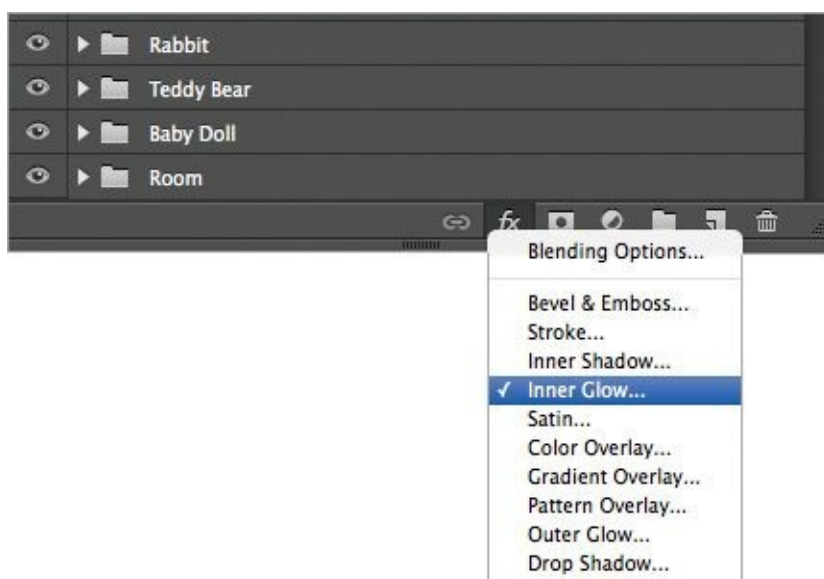 Rabbit
Teddy Bear
Baby Doll
Room
fx
Blending Options...
Bevel & Emboss...
Stroke...
Inner Shadow...
✓ Inner Glow...
Satin...
Color Overlay...
Gradient Overlay...
Pattern Overlay...
Outer Glow...
Drop Shadow...